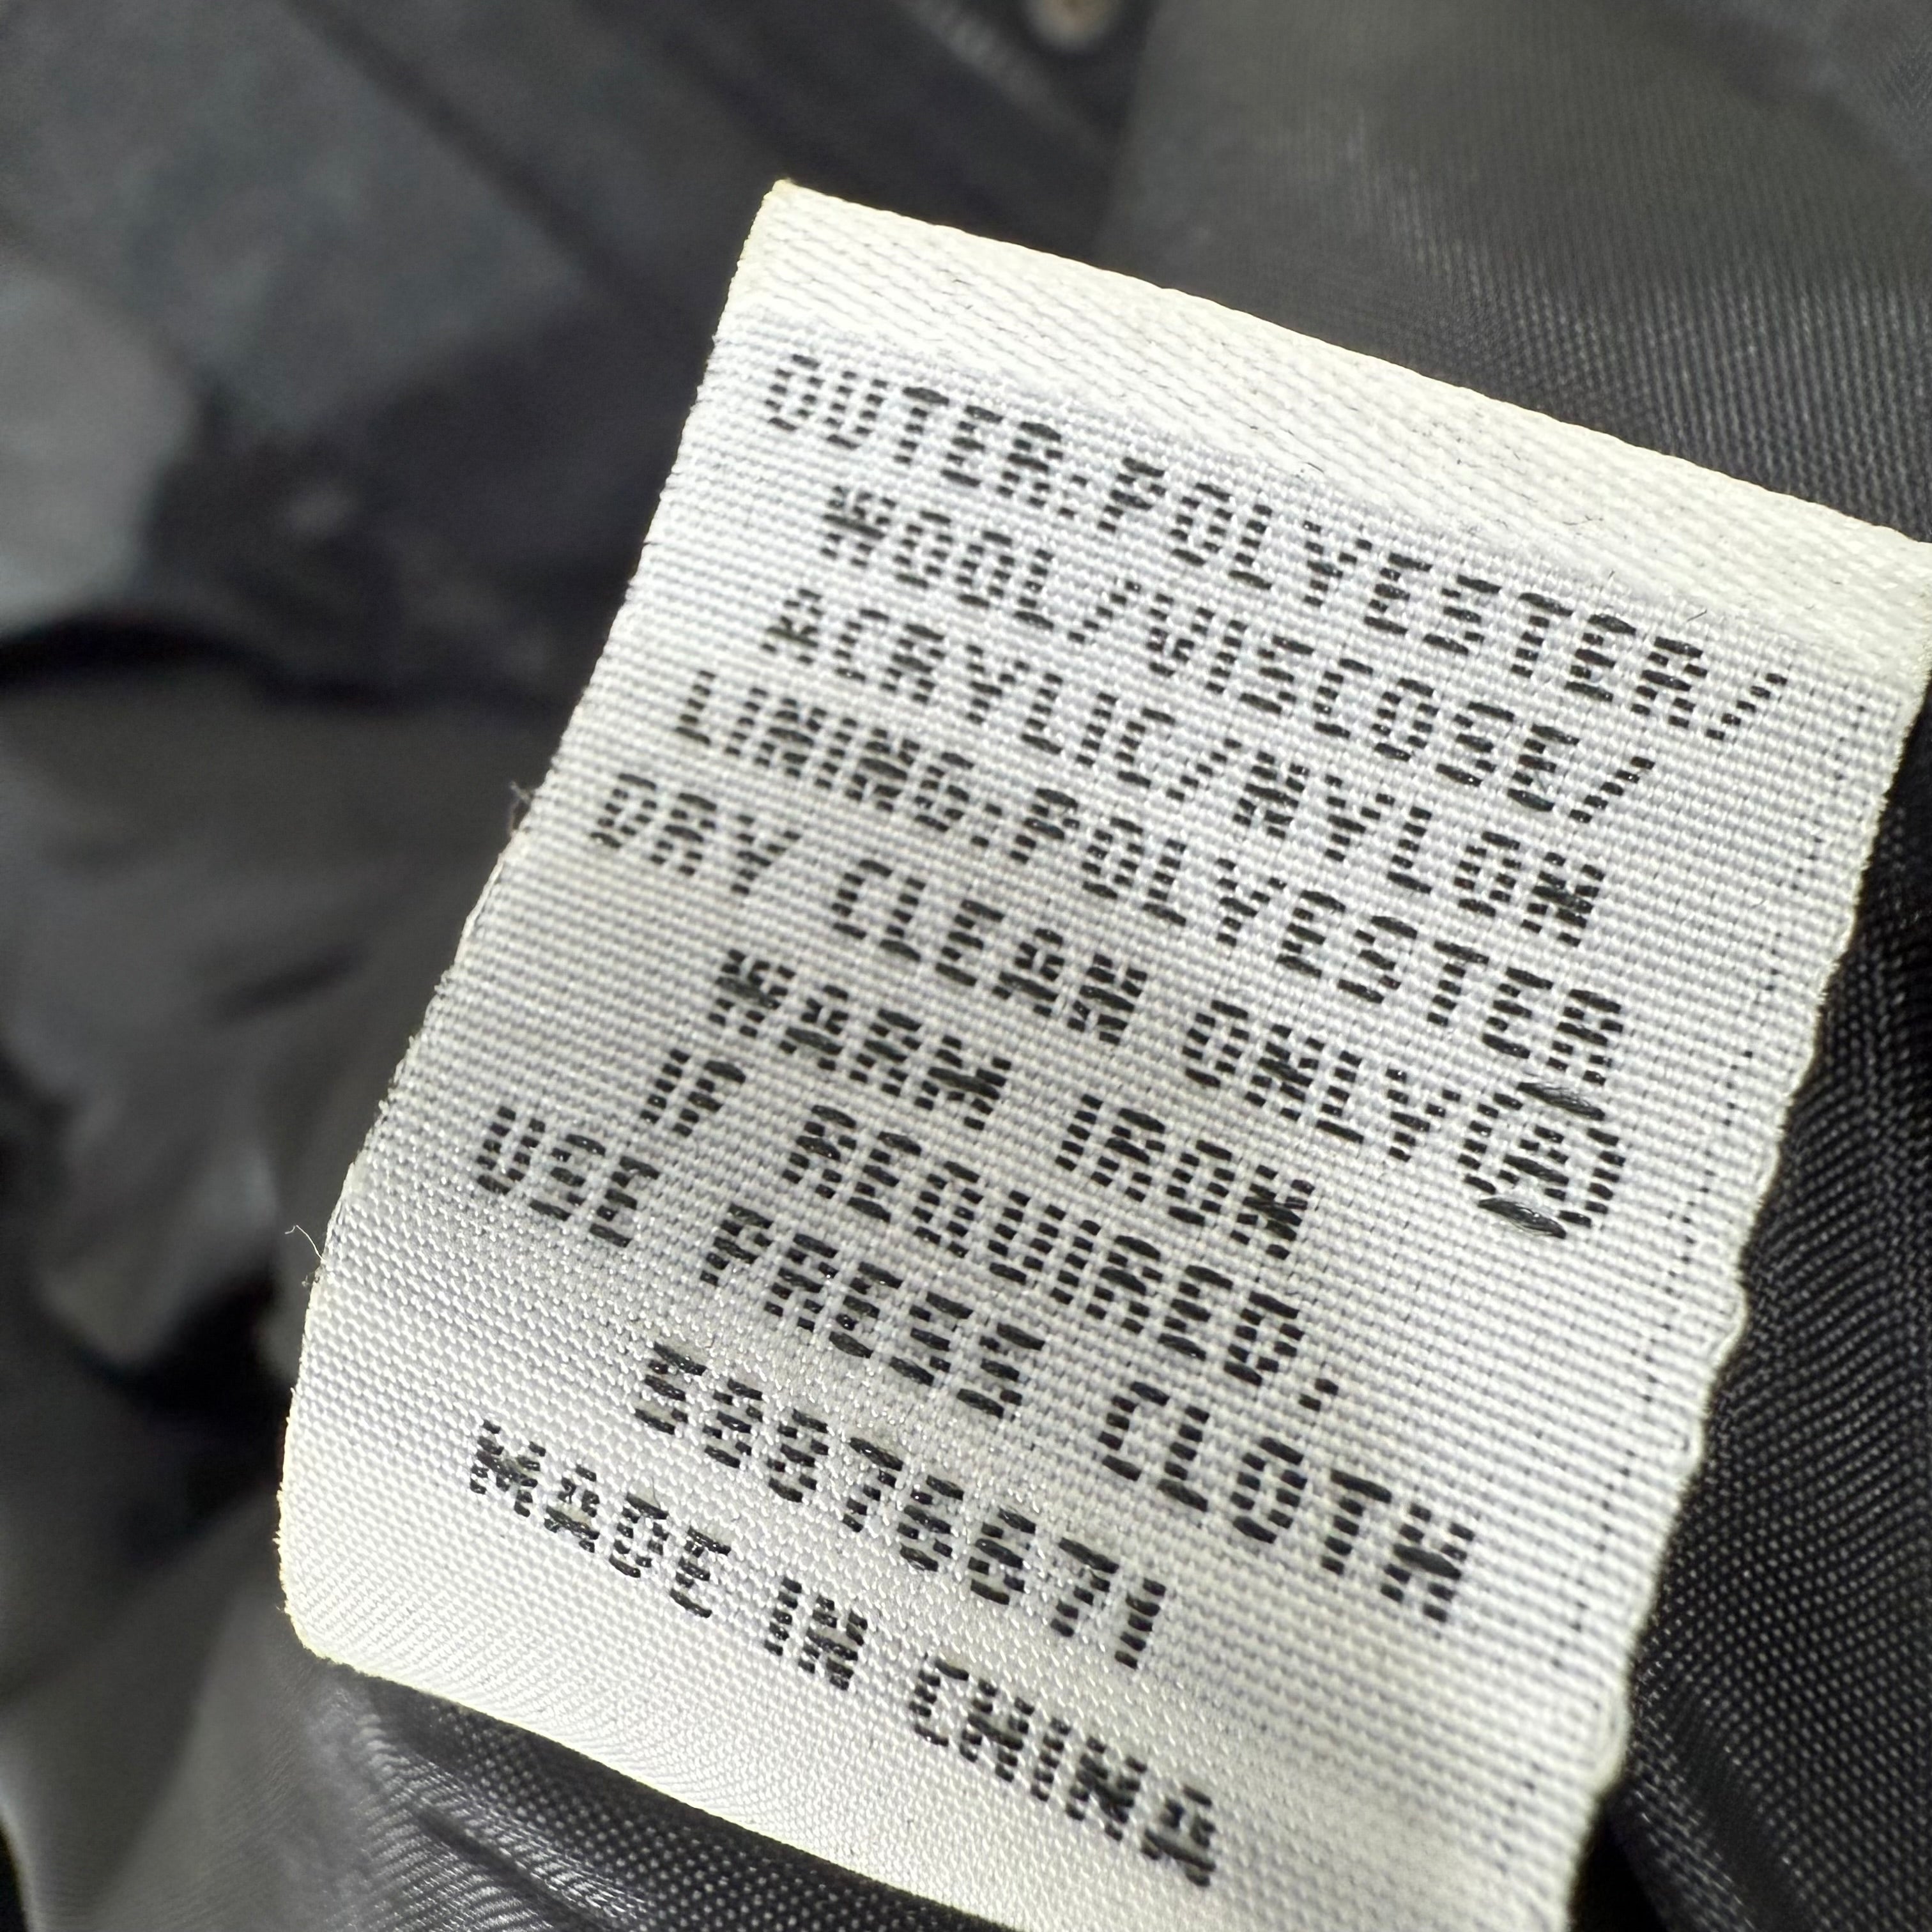 OUTER:POLYESTER/
WOOL/VISCOSE/
ACRYLIC/NYLON
LINING:POLYESTER
DRY CLEAN ONLY Ⓐ
WARM IRON
IF REQUIRED,
USE PRESS CLOTH
MADE IN CHINA